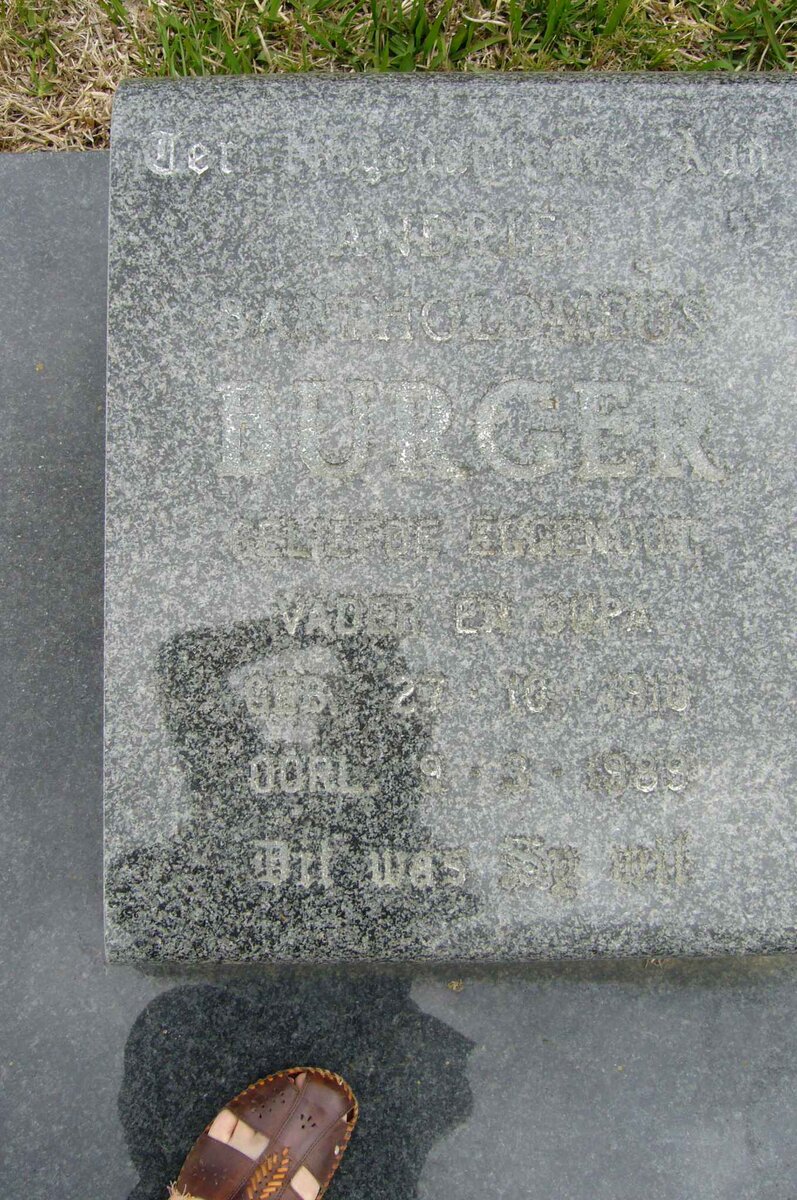 Ter Nagedagtenis Aan
ANDRIES
BARTHOLOMEUS
BURGER
GELIEFDE EGGENOOT,
VADER EN OUPA
GEB. 27 · 10 · 1918
OORL. 9 · 3 · 1989
Dit was Sy wil